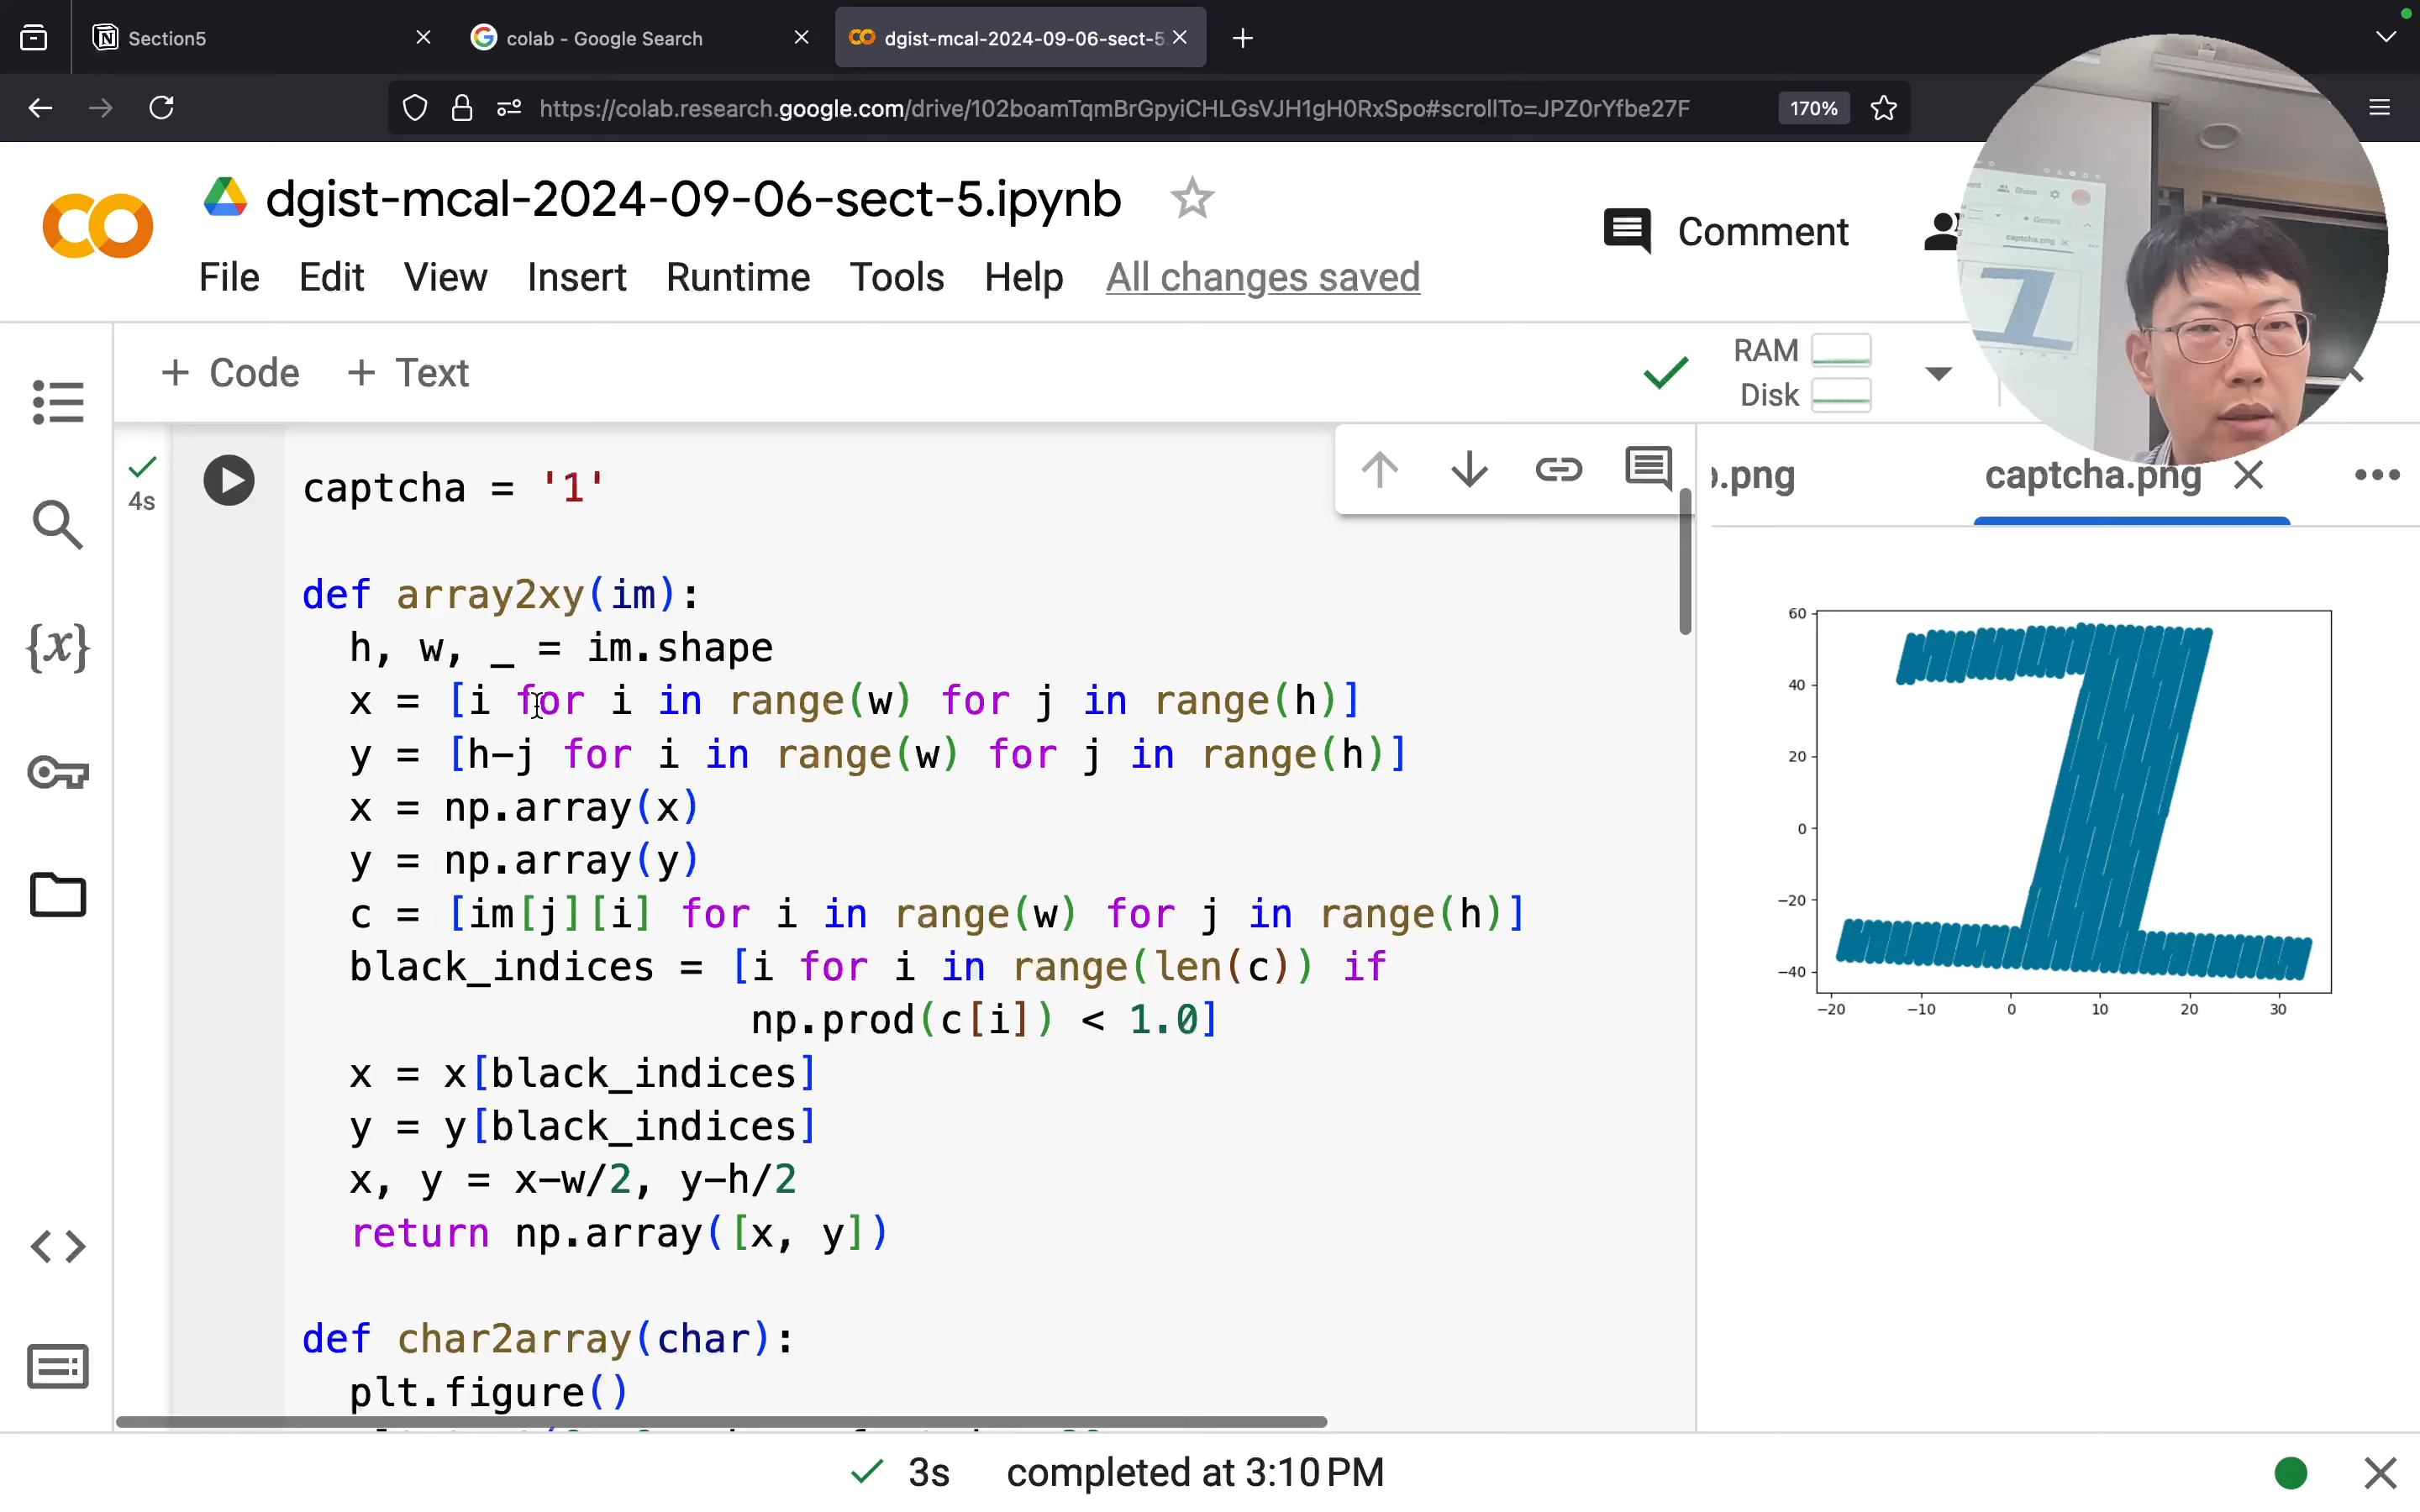 Section5
colab - Google Search
dgist-mcal-2024-09-06-sect-5
https://colab.research.google.com/drive/102boamTqmBrGpyiCHLGsVJH1gH0RxSpo#scrollTo=JPZ0rYfbe27F
170%
dgist-mcal-2024-09-06-sect-5.ipynb
Comment
Share
File Edit View Insert Runtime Tools Help All changes saved
Gemini
captcha.png
+ Code + Text
RAM
Disk
4s
captcha = '1'
def array2xy(im):
h, w, _ = im.shape
x = [i for i in range(w) for j in range(h)]
y = [h-j for i in range(w) for j in range(h)]
x = np.array(x)
y = np.array(y)
c = [im[j][i] for i in range(w) for j in range(h)]
black_indices = [i for i in range(len(c)) if
np.prod(c[i]) < 1.0]
x = x[black_indices]
y = y[black_indices]
x, y = x-w/2, y-h/2
return np.array([x, y])
def char2array(char):
plt.figure()
{x}
.png
captcha.png
60
40
20
0
−20
−40
−20 −10 0 10 20 30
1
3s completed at 3:10 PM